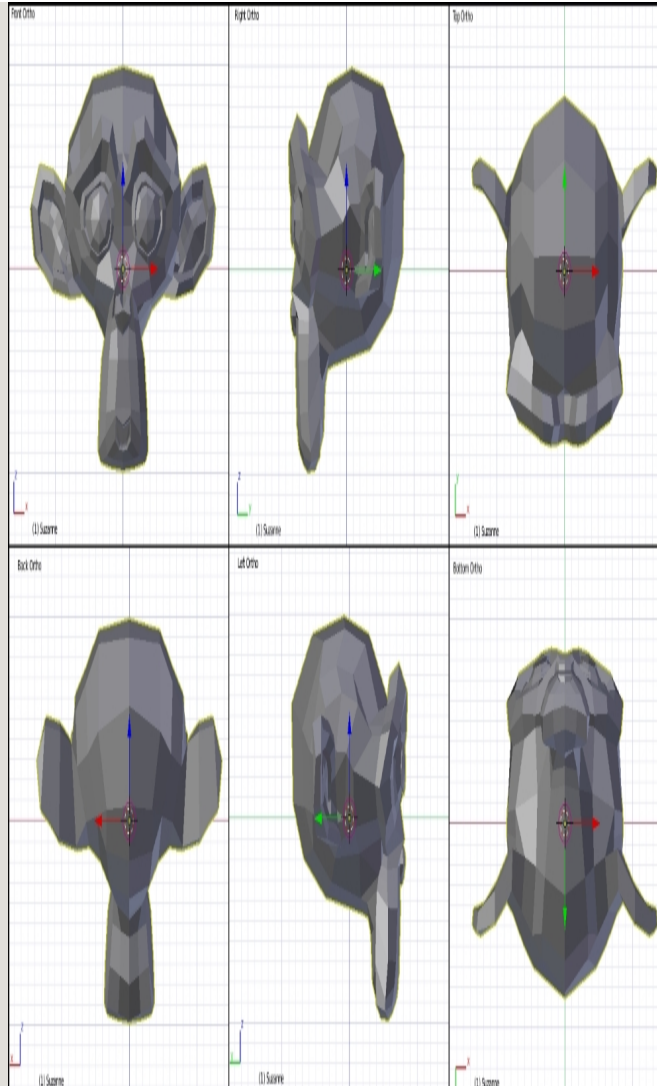 Front Ortho
Right Ortho
Top Ortho
z
x
z
y
y
x
(1) Suzanne
(1) Suzanne
(1) Suzanne
Back Ortho
Left Ortho
Bottom Ortho
z
x
z
y
x
(1) Suzanne
(1) Suzanne
(1) Suzanne